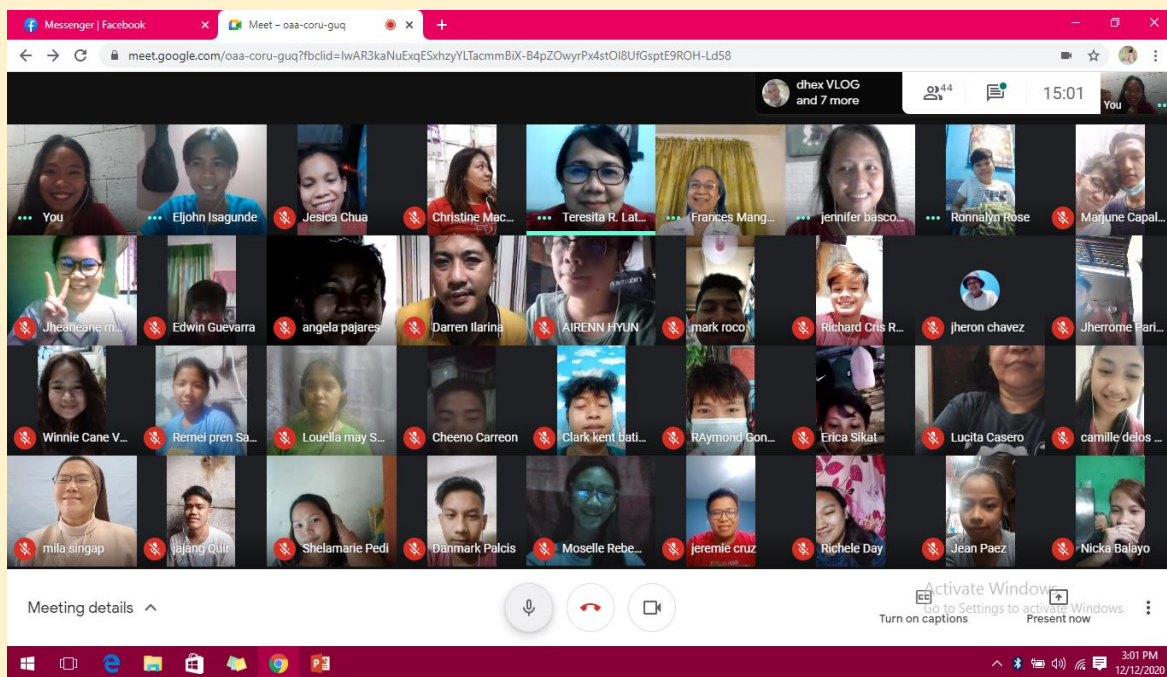 Messenger | Facebook
Meet – oaa-coru-guq
meet.google.com/oaa-coru-guq?fbclid=IwAR3kaNuExqESxhzyYLTacmmBiX-B4pZOwyrPx4stOl8UfGsptE9ROH-Ld58
dhex VLOG
and 7 more
44
15:01
You
You
Eljohn Isagunde
Jesica Chua
Christine Mac...
Teresita R. Lat...
Frances Mang...
jennifer basco...
Ronnalyn Rose
Marjune Capal...
Jhearleane m...
Edwin Guevarra
angela pajares
Darren Ilarina
AIRENN HYUN
mark roco
Richard Cris R...
jheron chavez
Jherrome Pari...
Winnie Cane V...
Remei pren Sa...
Louella may S...
Cheeno Carreon
Clark kent bati...
RAymond Gon...
Erica Sikat
Lucita Casero
camille delos ...
mila singap
jajang Quir
Shelamarie Pedi
Danmark Palcis
Moselle Rebe...
jeremie cruz
Richele Day
Jean Paez
Nicka Balayo
Meeting details
Turn on captions
Present now
Activate Windows
Go to Settings to activate Windows.
3:01 PM
12/12/2020